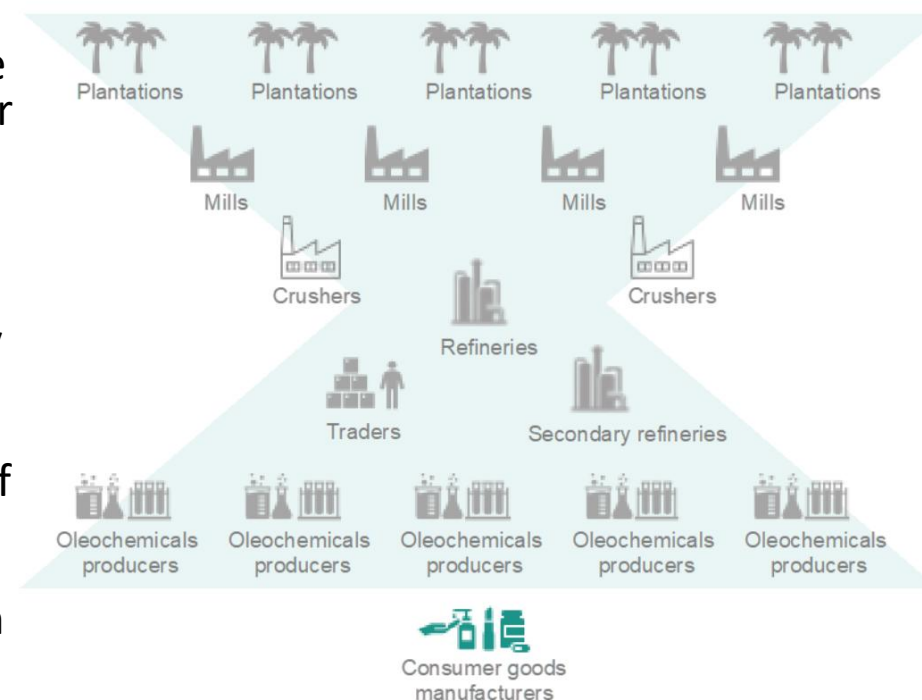 Plantations Plantations Plantations Plantations Plantations
Mills Mills Mills Mills
Crushers Crushers
Refineries
Traders
Secondary refineries
Oleochemicals Oleochemicals Oleochemicals Oleochemicals Oleochemicals
producers producers producers producers producers
Consumer goods
manufacturers